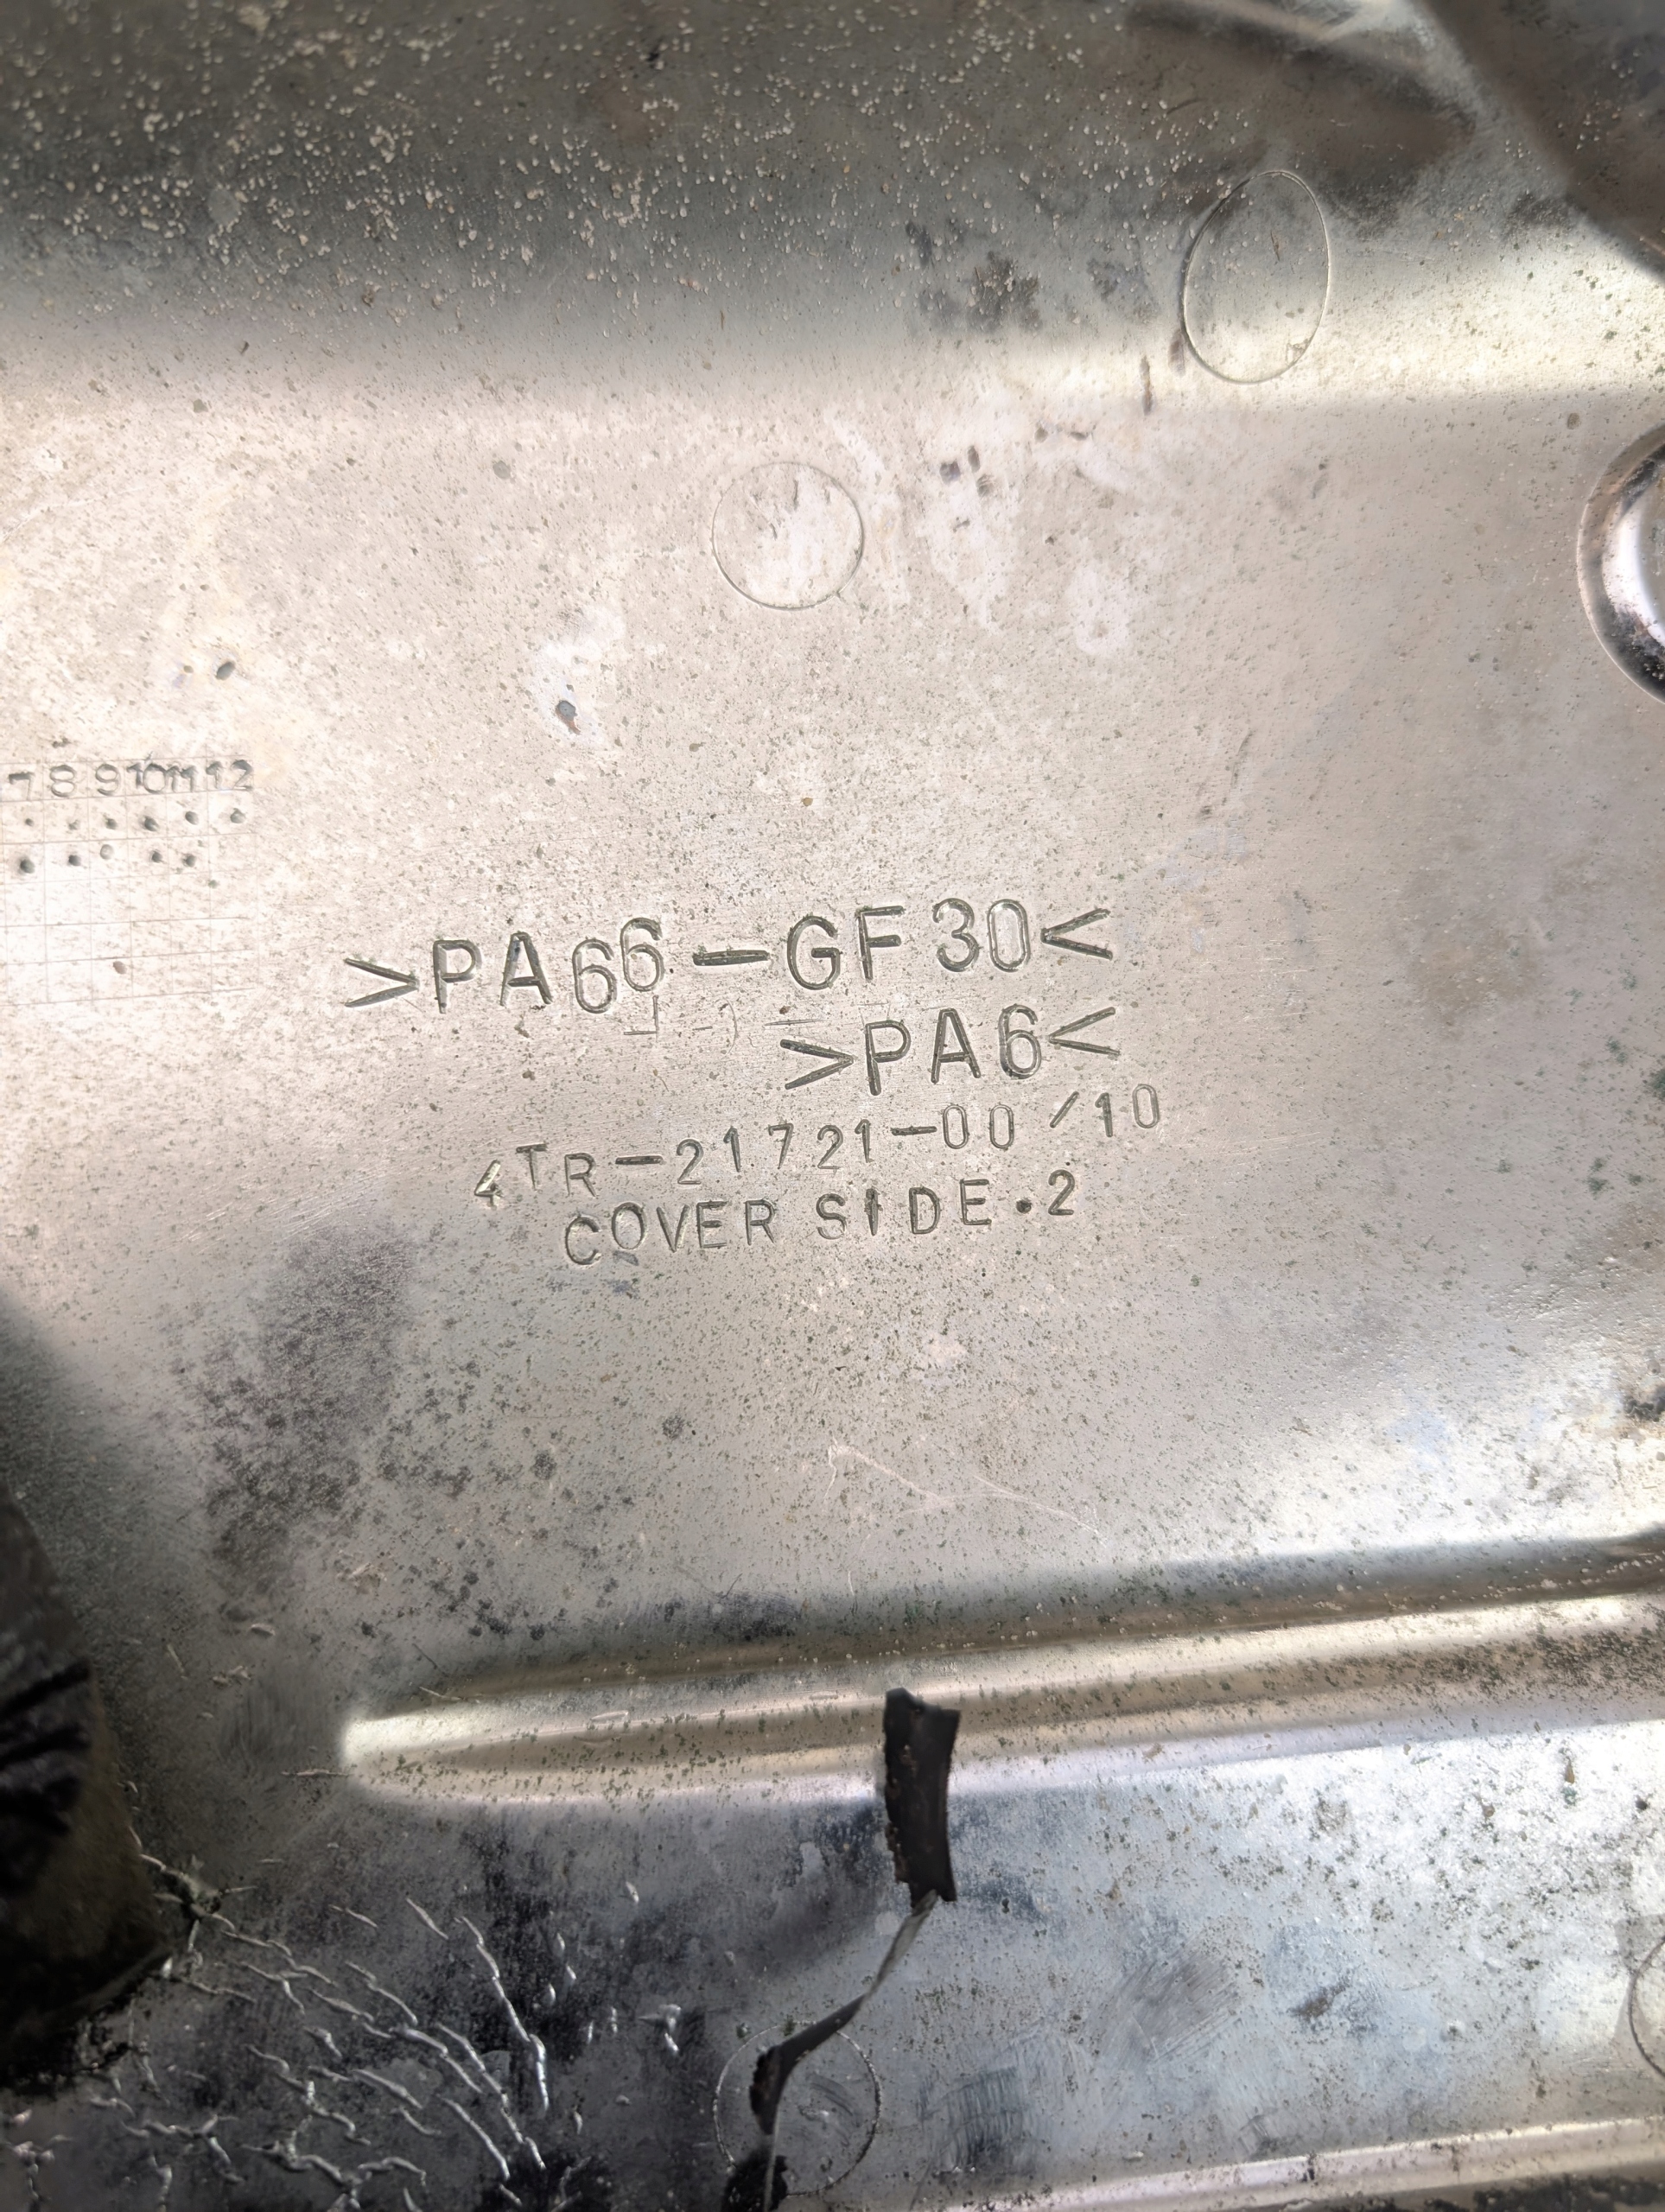 7 8 9 10 11 12
>PA66-GF30<
>PA6<
4TR-21721-00/10
COVER SIDE.2